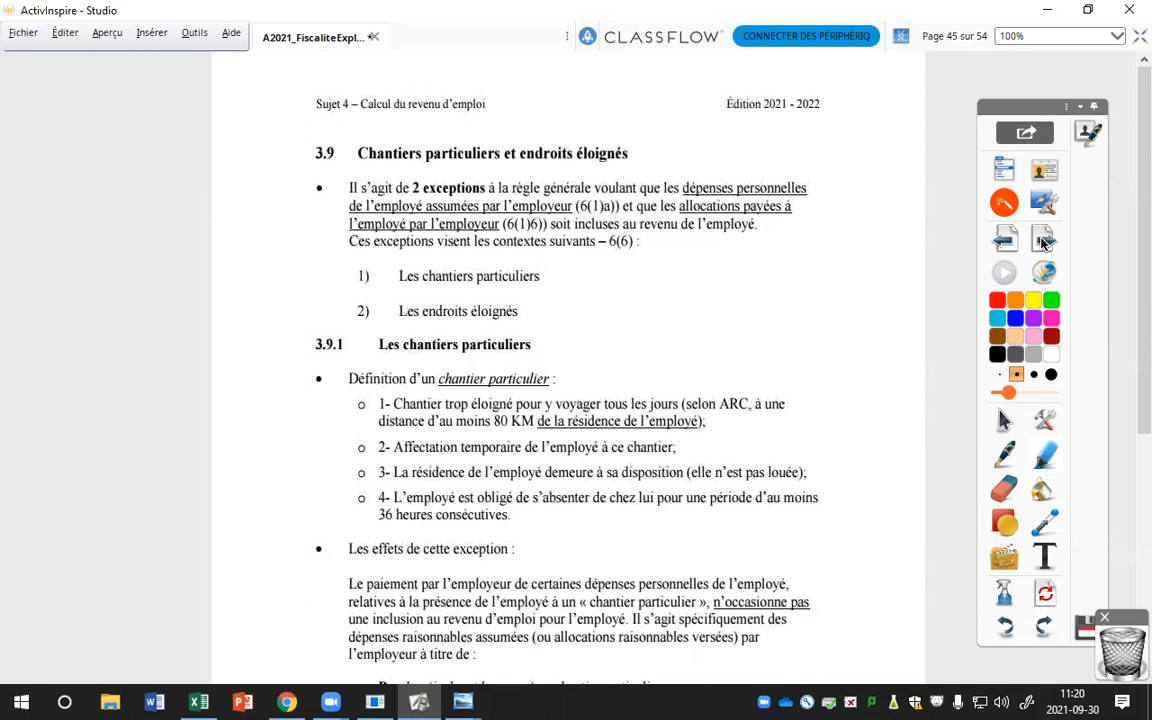 ActivInspire - Studio
Fichier Éditer Aperçu Insérer Outils Aide
A2021_FiscaliteExpl...
CLASSFLOW
CONNECTER DES PÉRIPHÉRIQ
Page 45 sur 54
100%
Sujet 4 – Calcul du revenu d'emploi
Édition 2021 - 2022
3.9 Chantiers particuliers et endroits éloignés
• Il s'agit de 2 exceptions à la règle générale voulant que les dépenses personnelles
de l'employé assumées par l'employeur (6(1)a)) et que les allocations payées à
l'employé par l'employeur (6(1)6)) soit incluses au revenu de l'employé.
Ces exceptions visent les contextes suivants – 6(6) :
1) Les chantiers particuliers
2) Les endroits éloignés
3.9.1 Les chantiers particuliers
• Définition d'un chantier particulier :
o 1- Chantier trop éloigné pour y voyager tous les jours (selon ARC, à une
distance d'au moins 80 KM de la résidence de l'employé);
o 2- Affectation temporaire de l'employé à ce chantier;
o 3- La résidence de l'employé demeure à sa disposition (elle n'est pas louée);
o 4- L'employé est obligé de s'absenter de chez lui pour une période d'au moins
36 heures consécutives.
• Les effets de cette exception :
Le paiement par l'employeur de certaines dépenses personnelles de l'employé,
relatives à la présence de l'employé à un « chantier particulier », n'occasionne pas
une inclusion au revenu d'emploi pour l'employé. Il s'agit spécifiquement des
dépenses raisonnables assumées (ou allocations raisonnables versées) par
l'employeur à titre de :
11:20
2021-09-30